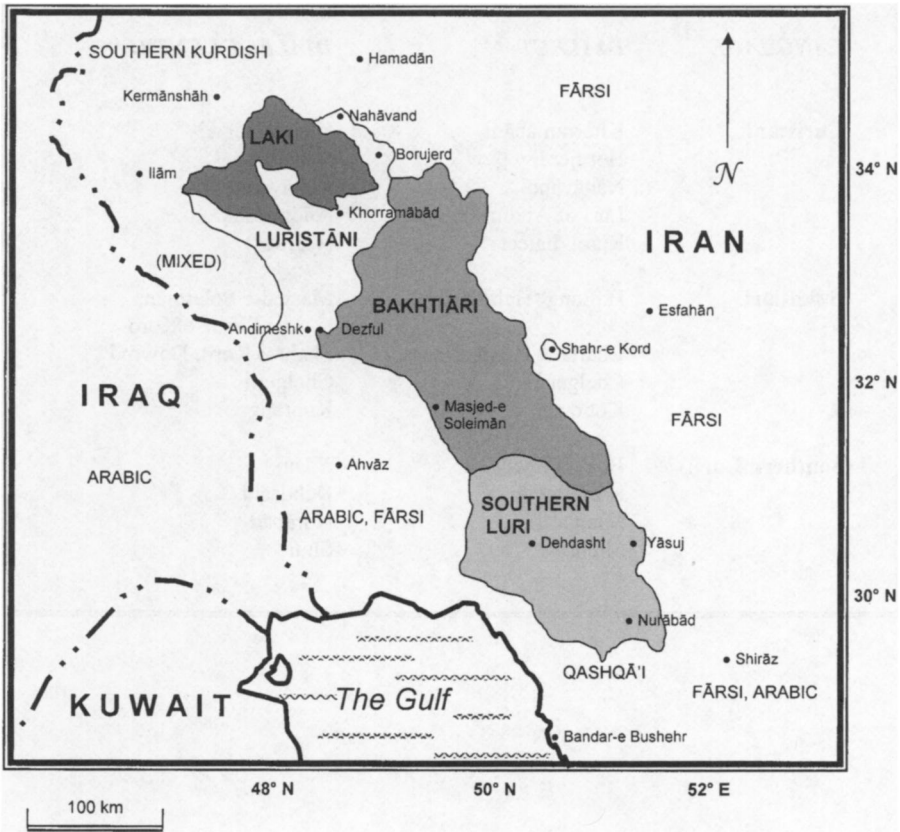 SOUTHERN KURDISH
Hamadān
Kermānshāh
FĀRSI
Nahāvand
LAKI
Borujerd
N
Ilām
34° N
Khorramābād
LURISTĀNI
IRAN
(MIXED)
BAKHTIĀRI
Esfahān
Andimeshk
Dezful
Shahr-e Kord
32° N
IRAQ
Masjed-e
Soleimān
FĀRSI
Ahvāz
ARABIC
SOUTHERN
LURI
ARABIC, FĀRSI
Dehdasht
Yāsuj
30° N
Nurābād
Shirāz
QASHQĀ'I
FĀRSI, ARABIC
KUWAIT
The Gulf
Bandar-e Bushehr
48° N
50° N
52° E
100 km